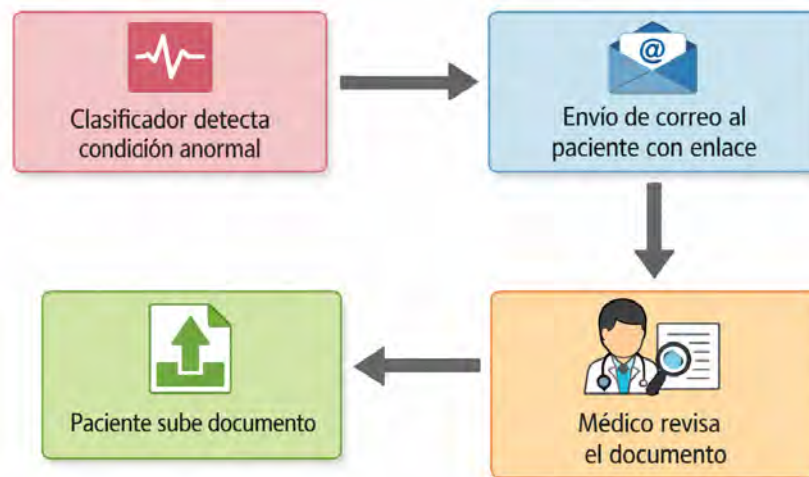 Clasificador detecta
condición anormal
@
Envío de correo al
paciente con enlace
Médico revisa
el documento
Paciente sube documento